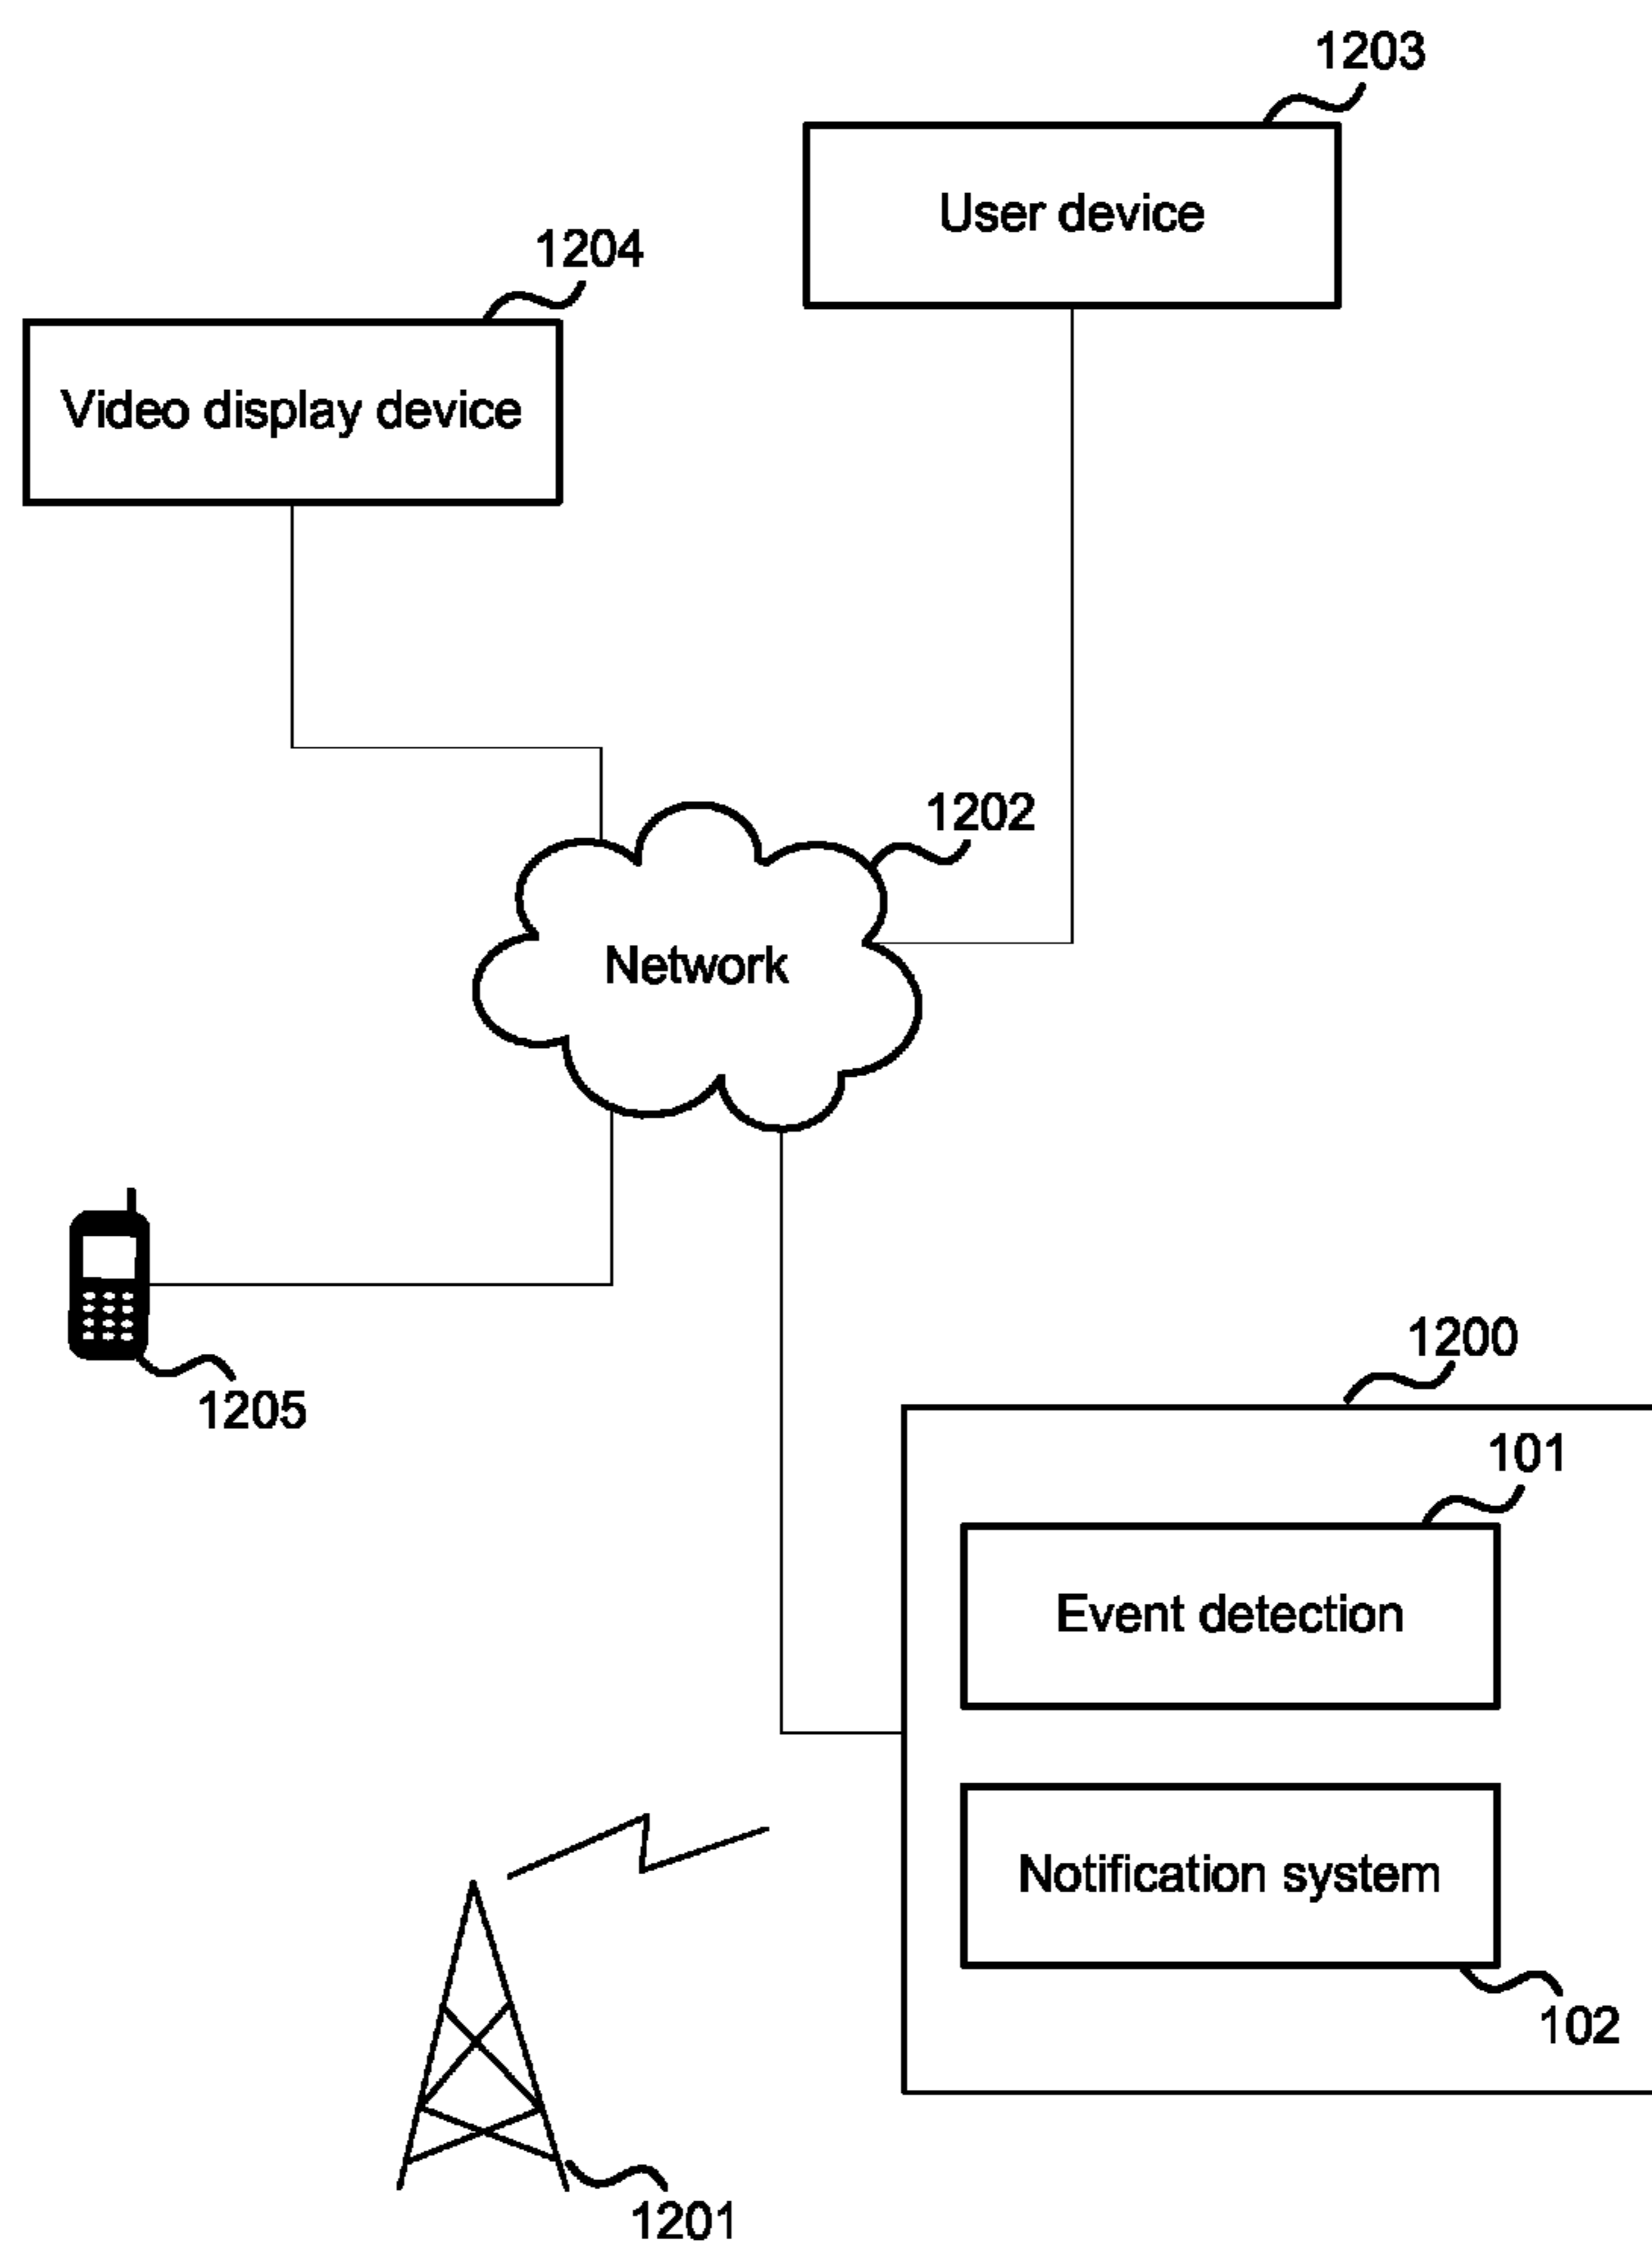 1203
User device
1204
Video display device
1202
Network
1205
1200
101
Event detection
Notification system
102
1201